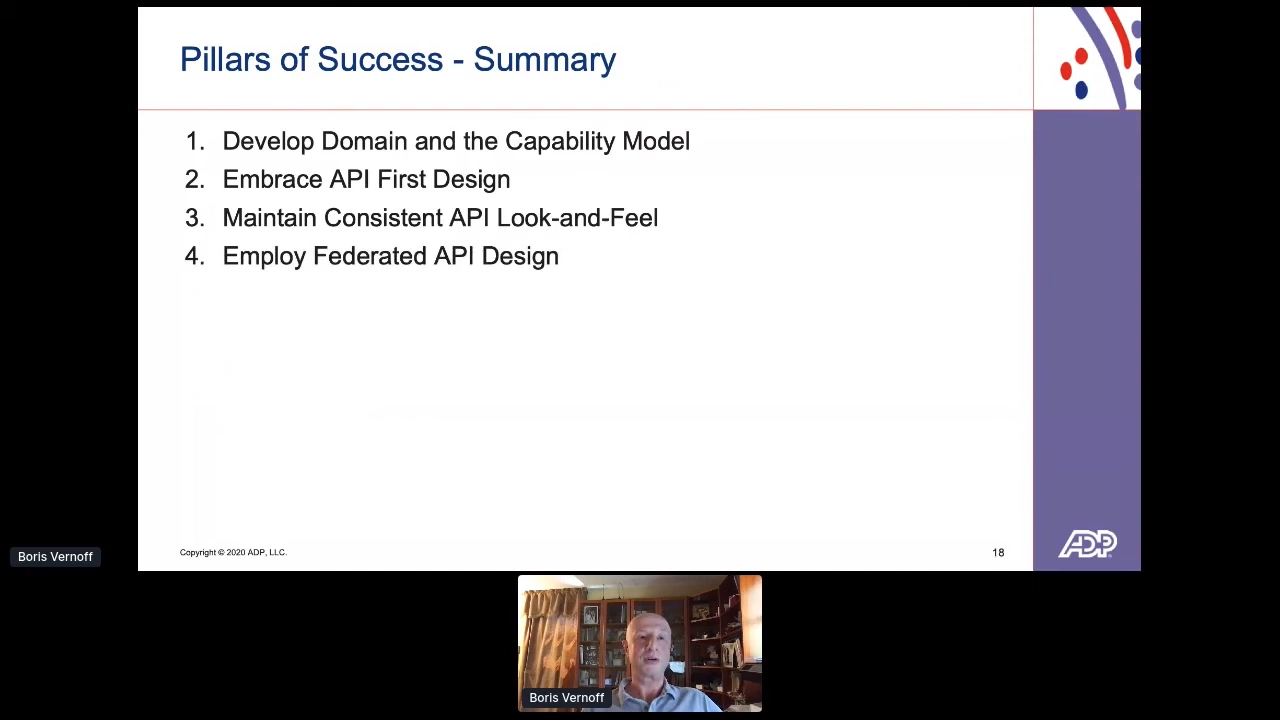 Pillars of Success - Summary
1. Develop Domain and the Capability Model
2. Embrace API First Design
3. Maintain Consistent API Look-and-Feel
4. Employ Federated API Design
Copyright © 2020 ADP, LLC.
18
ADP
Boris Vernoff
Boris Vernoff